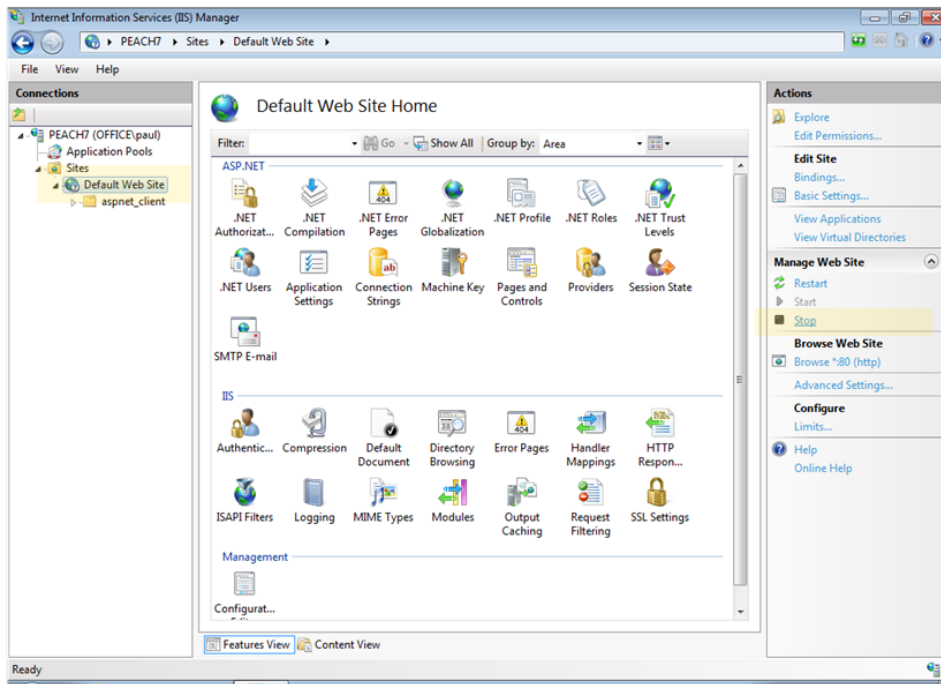 Internet Information Services (IIS) Manager
PEACH7 Sites Default Web Site
File View Help
Connections
PEACH7 (OFFICE\paul)
Application Pools
Sites
Default Web Site
aspnet_client
Default Web Site Home
Filter: Go Show All Group by: Area
ASP.NET
.NET Authorizat...
.NET Compilation
.NET Error Pages
.NET Globalization
.NET Profile
.NET Roles
.NET Trust Levels
.NET Users
Application Settings
Connection Strings
Machine Key
Pages and Controls
Providers
Session State
SMTP E-mail
IIS
Authentic...
Compression
Default Document
Directory Browsing
Error Pages
Handler Mappings
HTTP Respon...
ISAPI Filters
Logging
MIME Types
Modules
Output Caching
Request Filtering
SSL Settings
Management
Configurat...
Features View Content View
Actions
Explore
Edit Permissions...
Edit Site
Bindings...
Basic Settings...
View Applications
View Virtual Directories
Manage Web Site
Restart
Start
Stop
Browse Web Site
Browse *:80 (http)
Advanced Settings...
Configure
Limits...
Help
Online Help
Ready